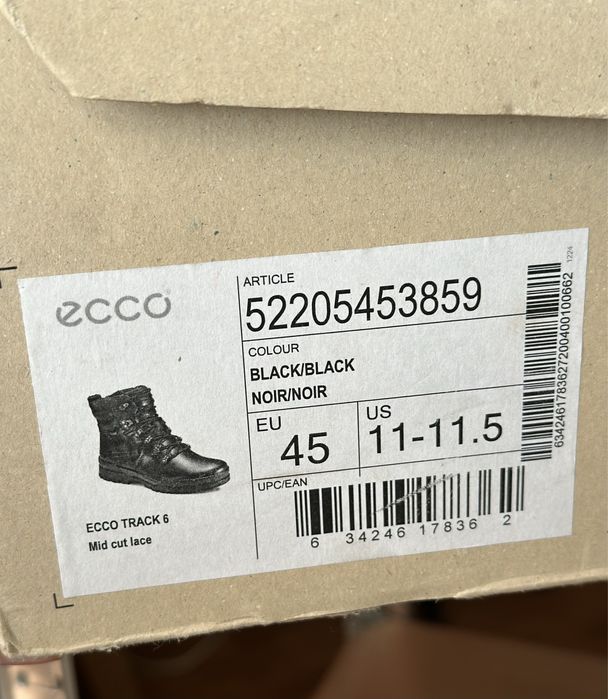 ecco
ARTICLE
52205453859
COLOUR
BLACK/BLACK
NOIR/NOIR
EU
45
US
11-11.5
UPC/EAN
6 34246 17836 2
ECCO TRACK 6
Mid cut lace
6342461783627200400100662
1224